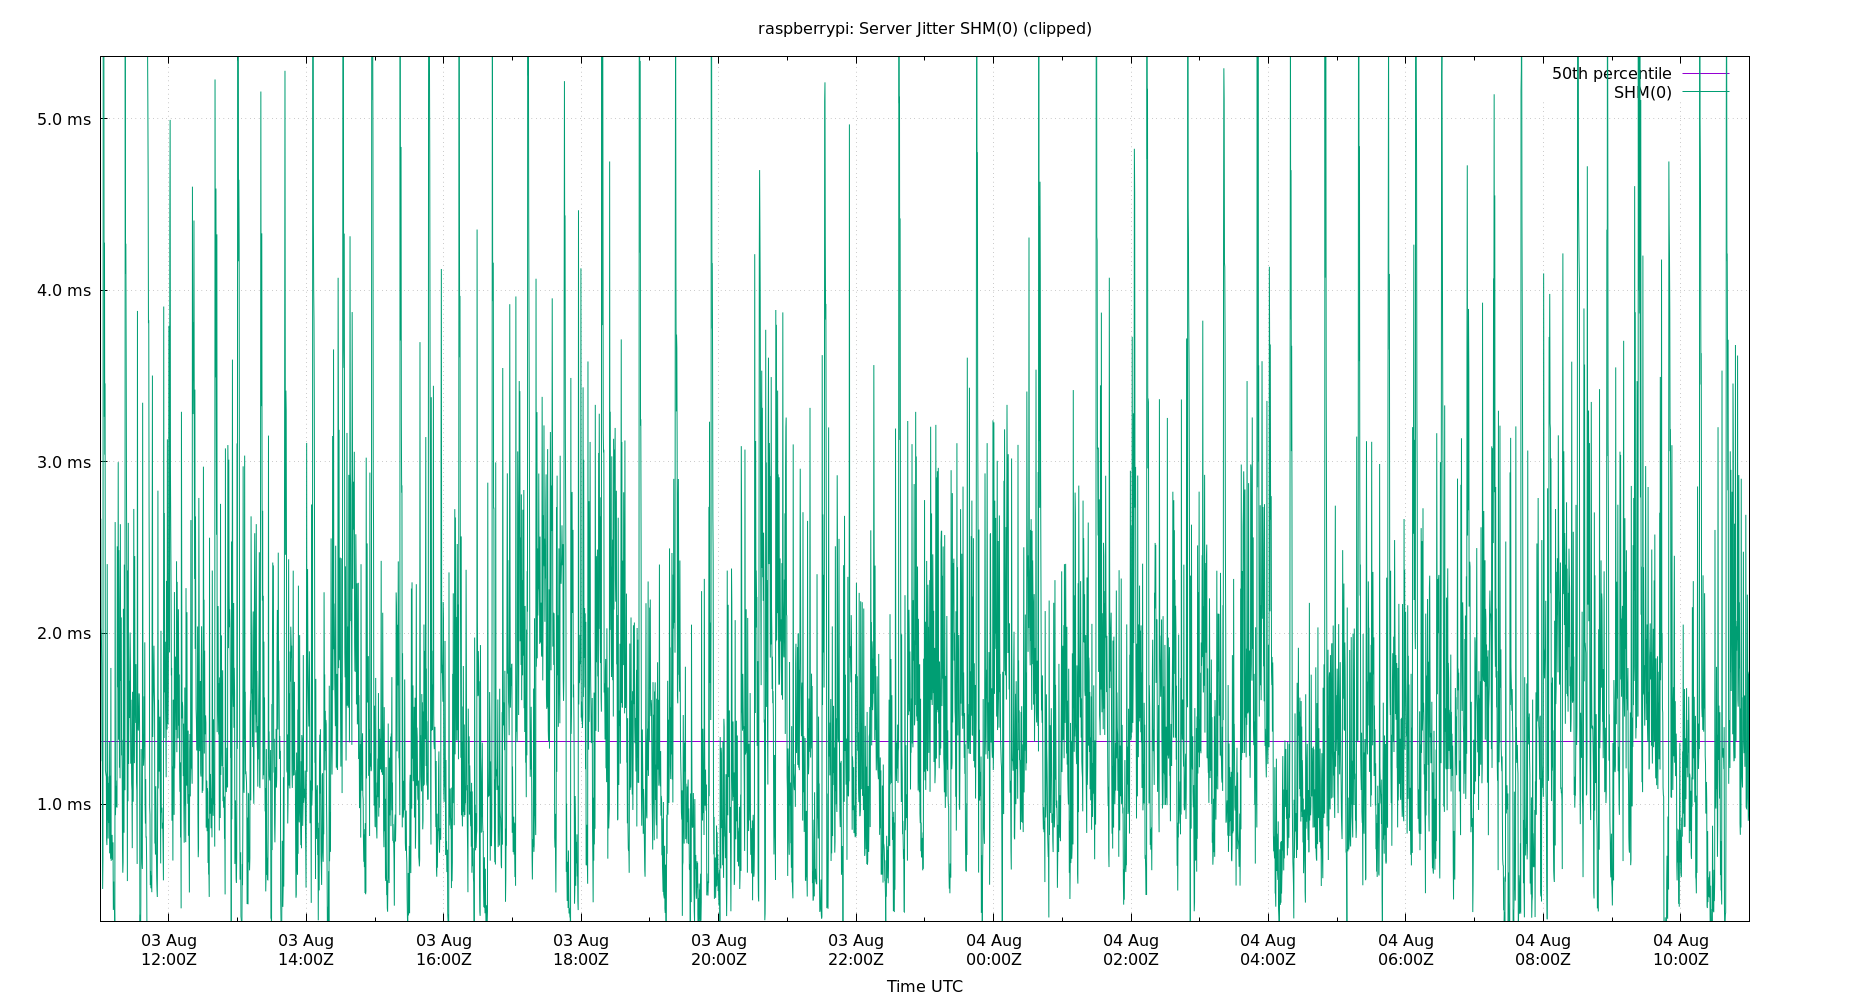 raspberrypi: Server Jitter SHM(0) (clipped)
50th percentile
SHM(0)
5.0 ms
4.0 ms
3.0 ms
2.0 ms
1.0 ms
03 Aug 03 Aug 03 Aug 03 Aug 03 Aug 03 Aug 04 Aug 04 Aug 04 Aug 04 Aug 04 Aug 04 Aug
12:00Z 14:00Z 16:00Z 18:00Z 20:00Z 22:00Z 00:00Z 02:00Z 04:00Z 06:00Z 08:00Z 10:00Z
Time UTC